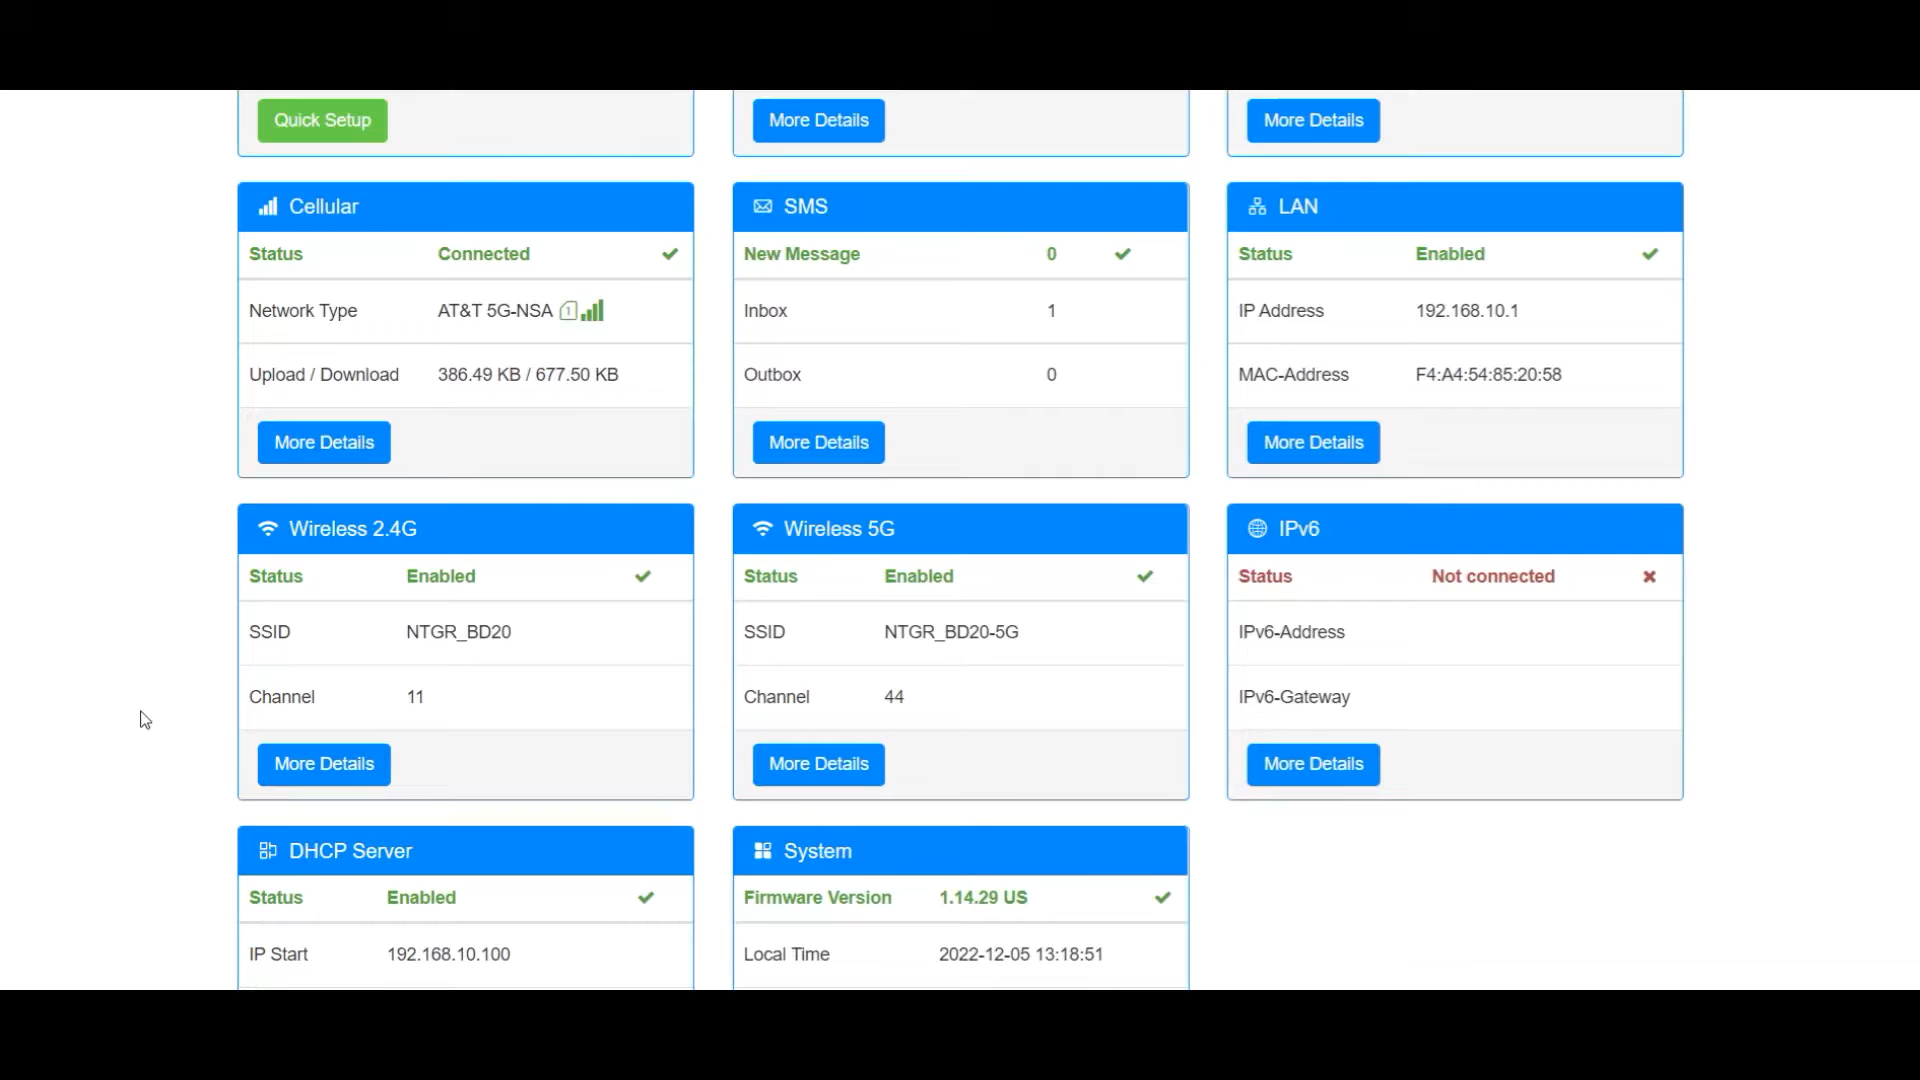 Quick Setup
More Details
More Details
Cellular
Status Connected
Network Type AT&T 5G-NSA 1
Upload / Download 386.49 KB / 677.50 KB
More Details
SMS
New Message 0
Inbox 1
Outbox 0
More Details
LAN
Status Enabled
IP Address 192.168.10.1
MAC-Address F4:A4:54:85:20:58
More Details
Wireless 2.4G
Status Enabled
SSID NTGR_BD20
Channel 11
More Details
Wireless 5G
Status Enabled
SSID NTGR_BD20-5G
Channel 44
More Details
IPv6
Status Not connected
IPv6-Address
IPv6-Gateway
More Details
DHCP Server
Status Enabled
IP Start 192.168.10.100
System
Firmware Version 1.14.29 US
Local Time 2022-12-05 13:18:51